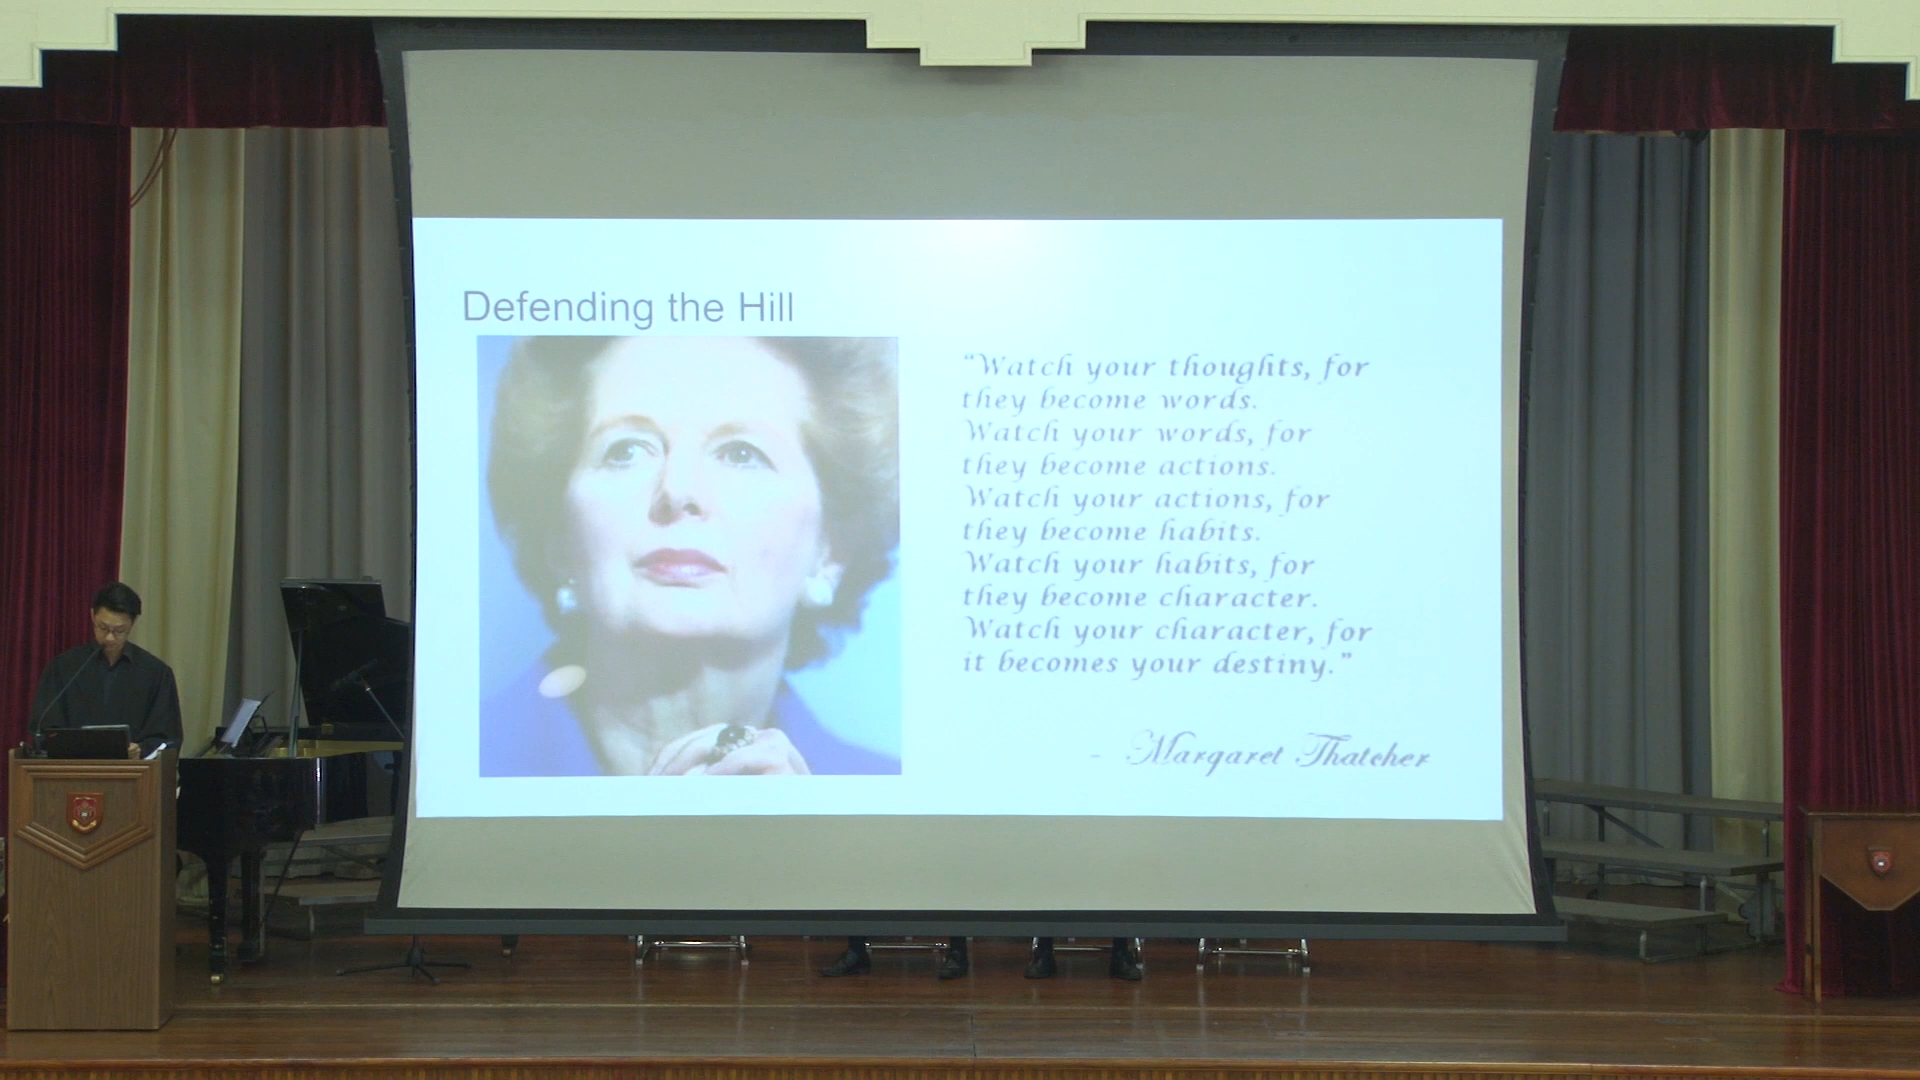 Defending the Hill
“Watch your thoughts, for
they become words.
Watch your words, for
they become actions.
Watch your actions, for
they become habits.
Watch your habits, for
they become character.
Watch your character, for
it becomes your destiny.”
- Margaret Thatcher